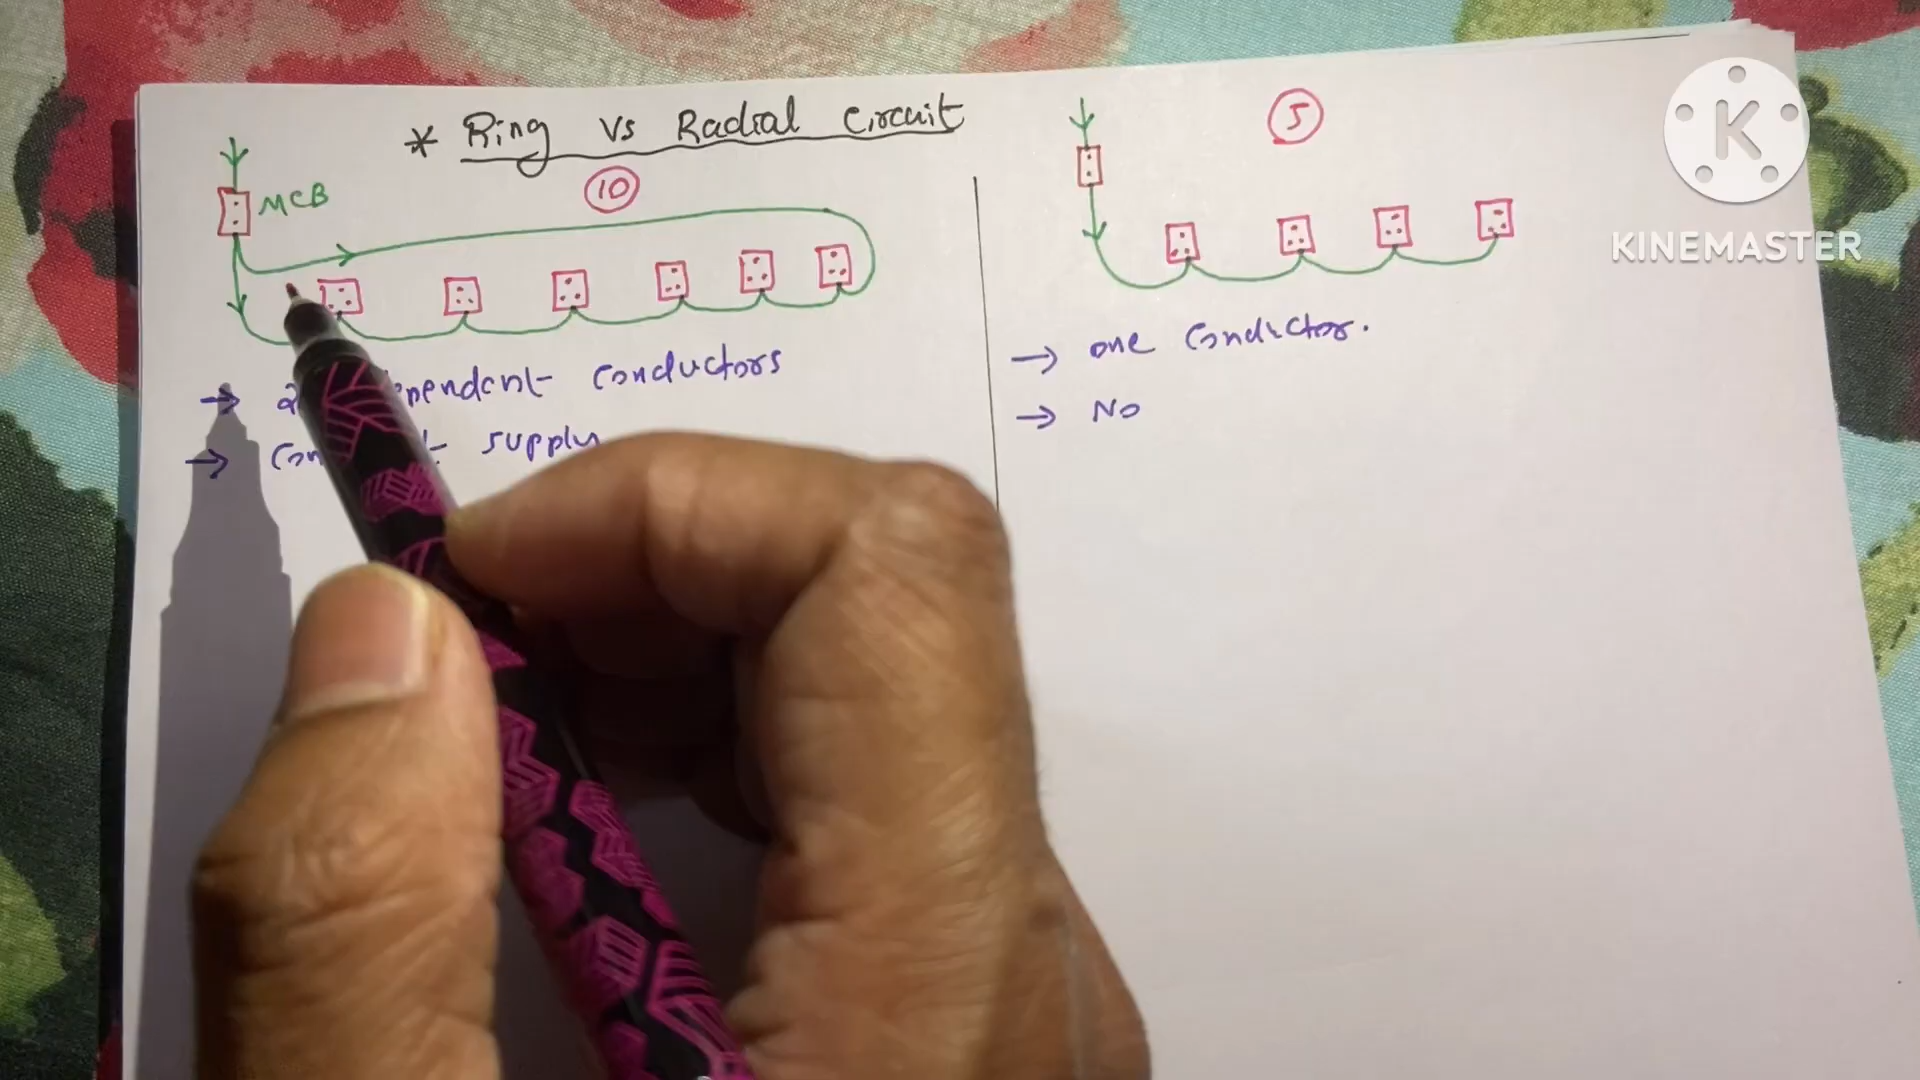 * Ring vs Radial Circuit
MCB
10
→ conductors
→ supply
5
→ one conductor.
→ No
K
KINEMASTER